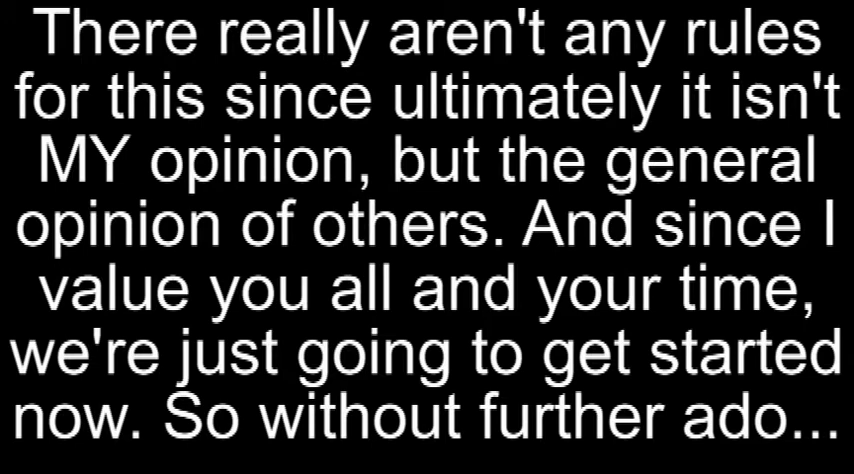 There really aren't any rules
for this since ultimately it isn't
MY opinion, but the general
opinion of others. And since I
value you all and your time,
we're just going to get started
now. So without further ado...